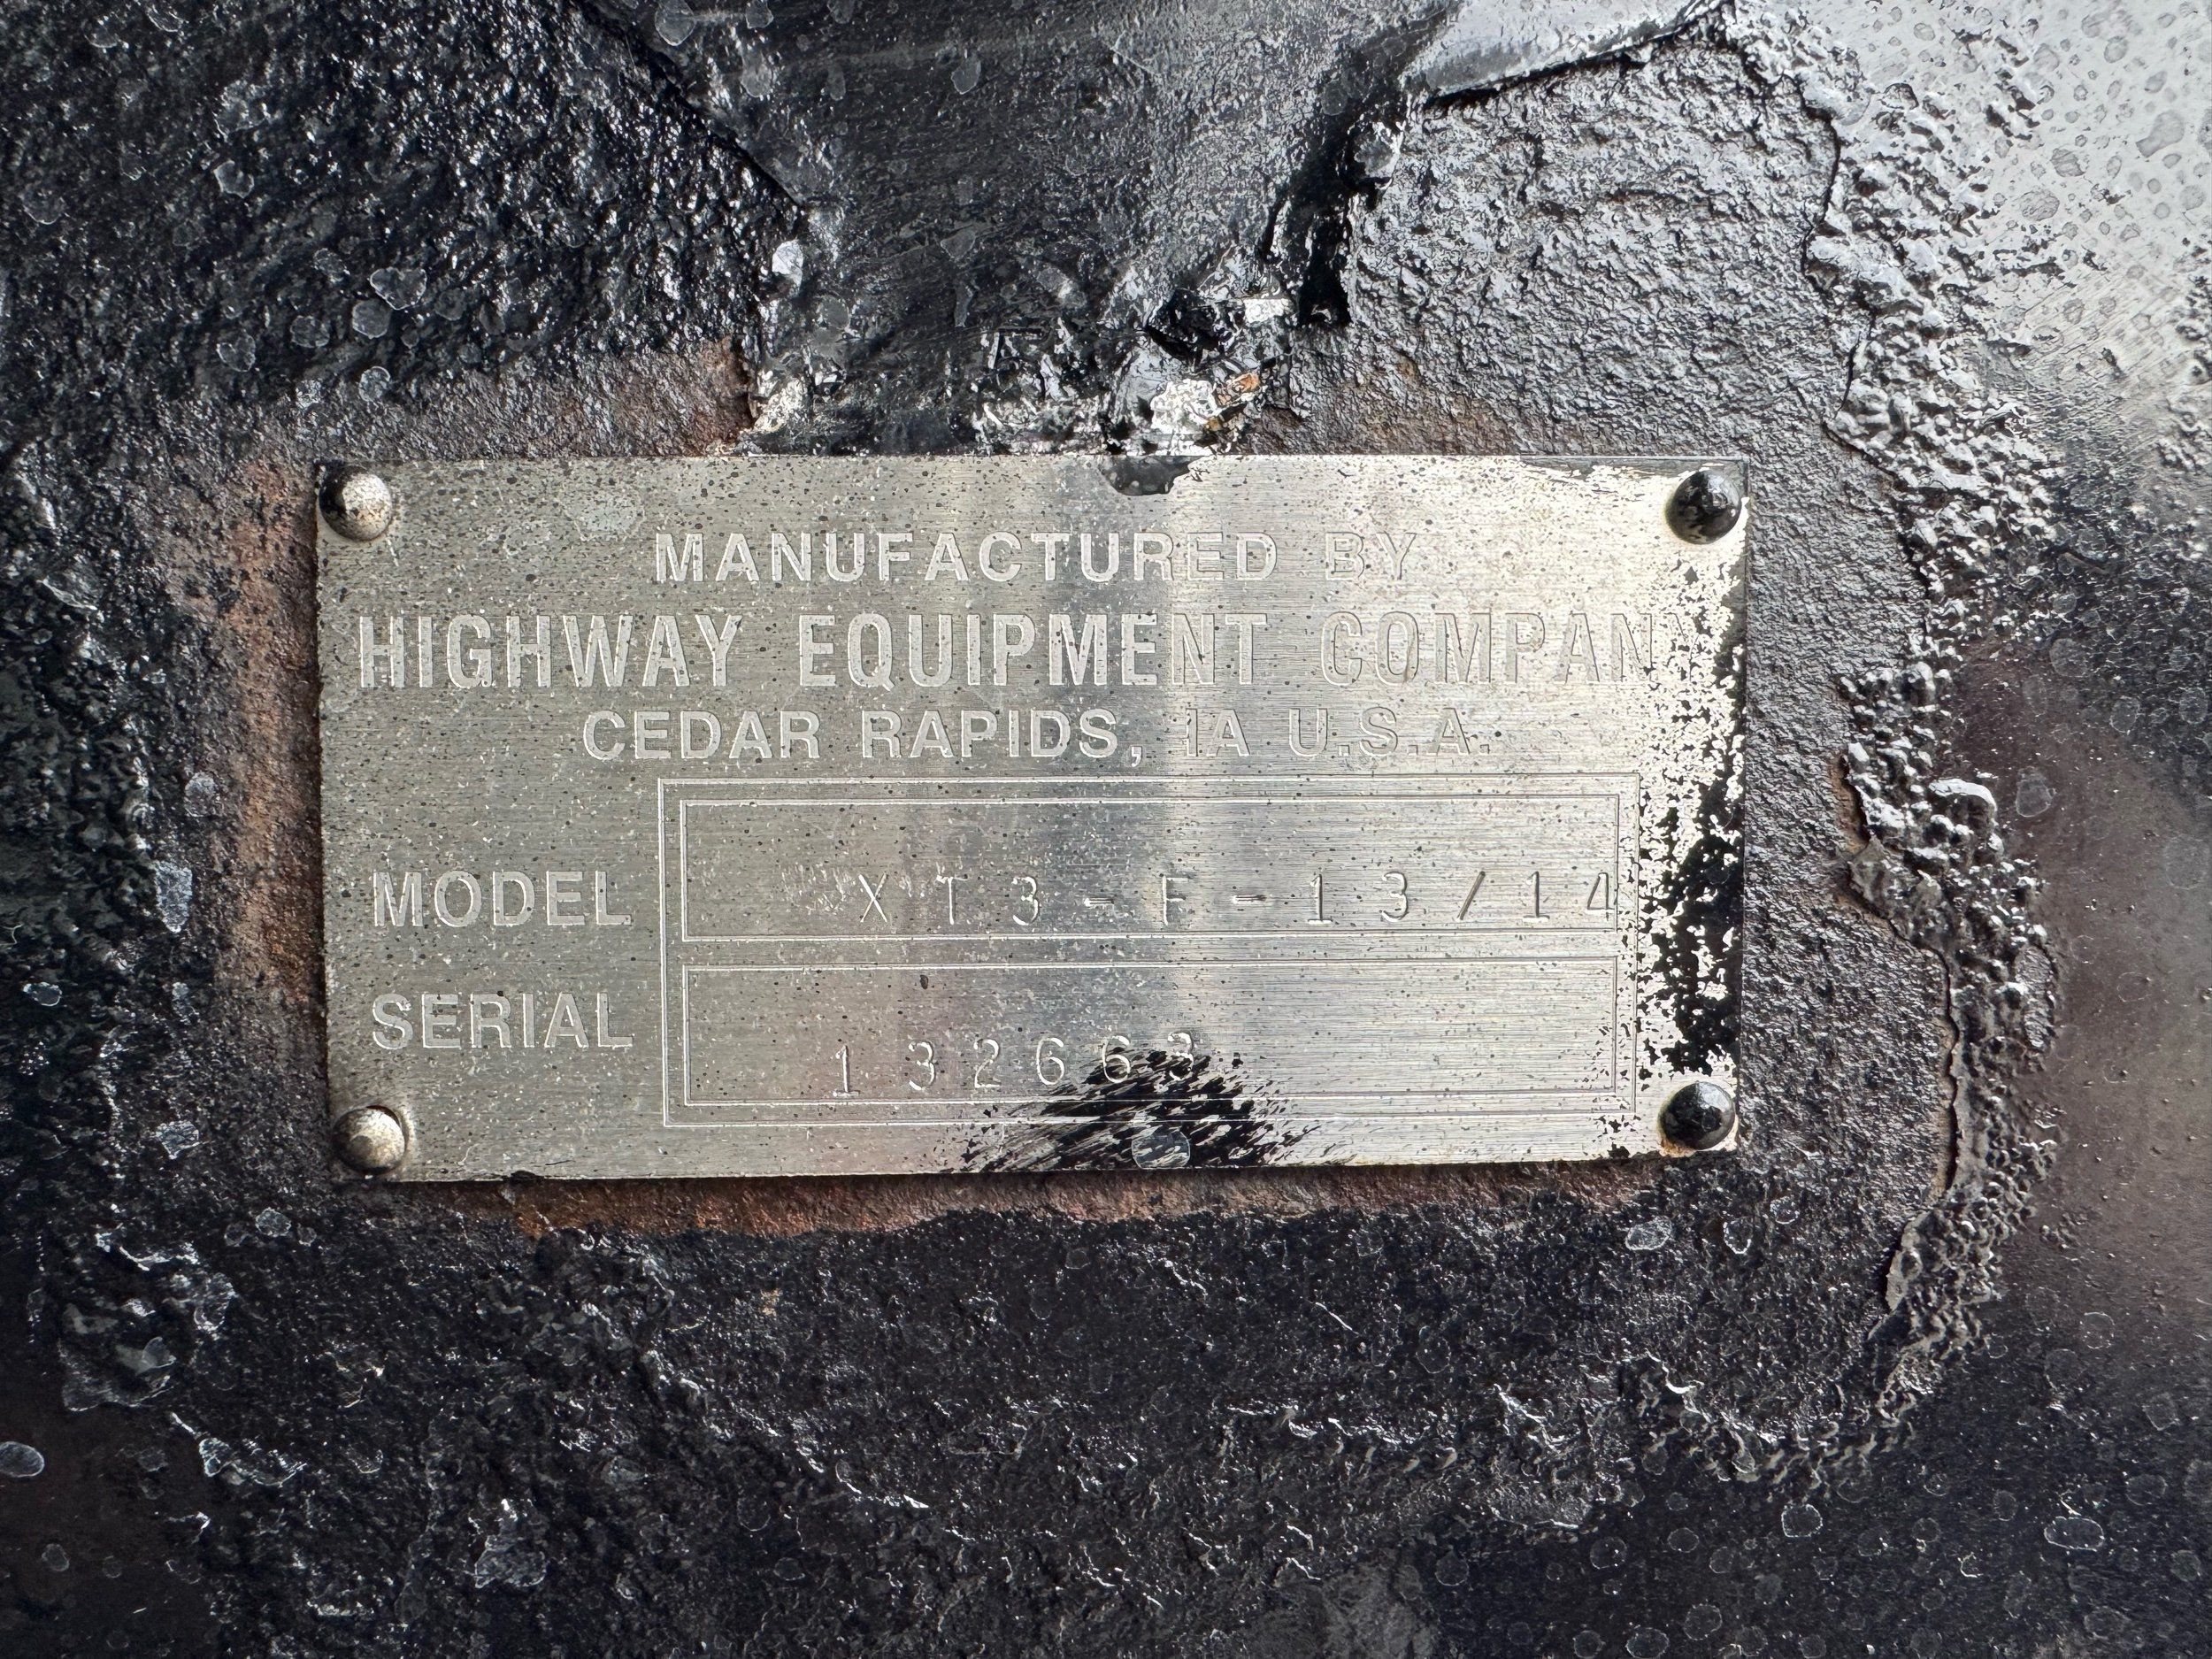 MANUFACTURED BY
HIGHWAY EQUIPMENT COMPANY
CEDAR RAPIDS, IA U.S.A.
MODEL XT3-F-13/14
SERIAL 132663